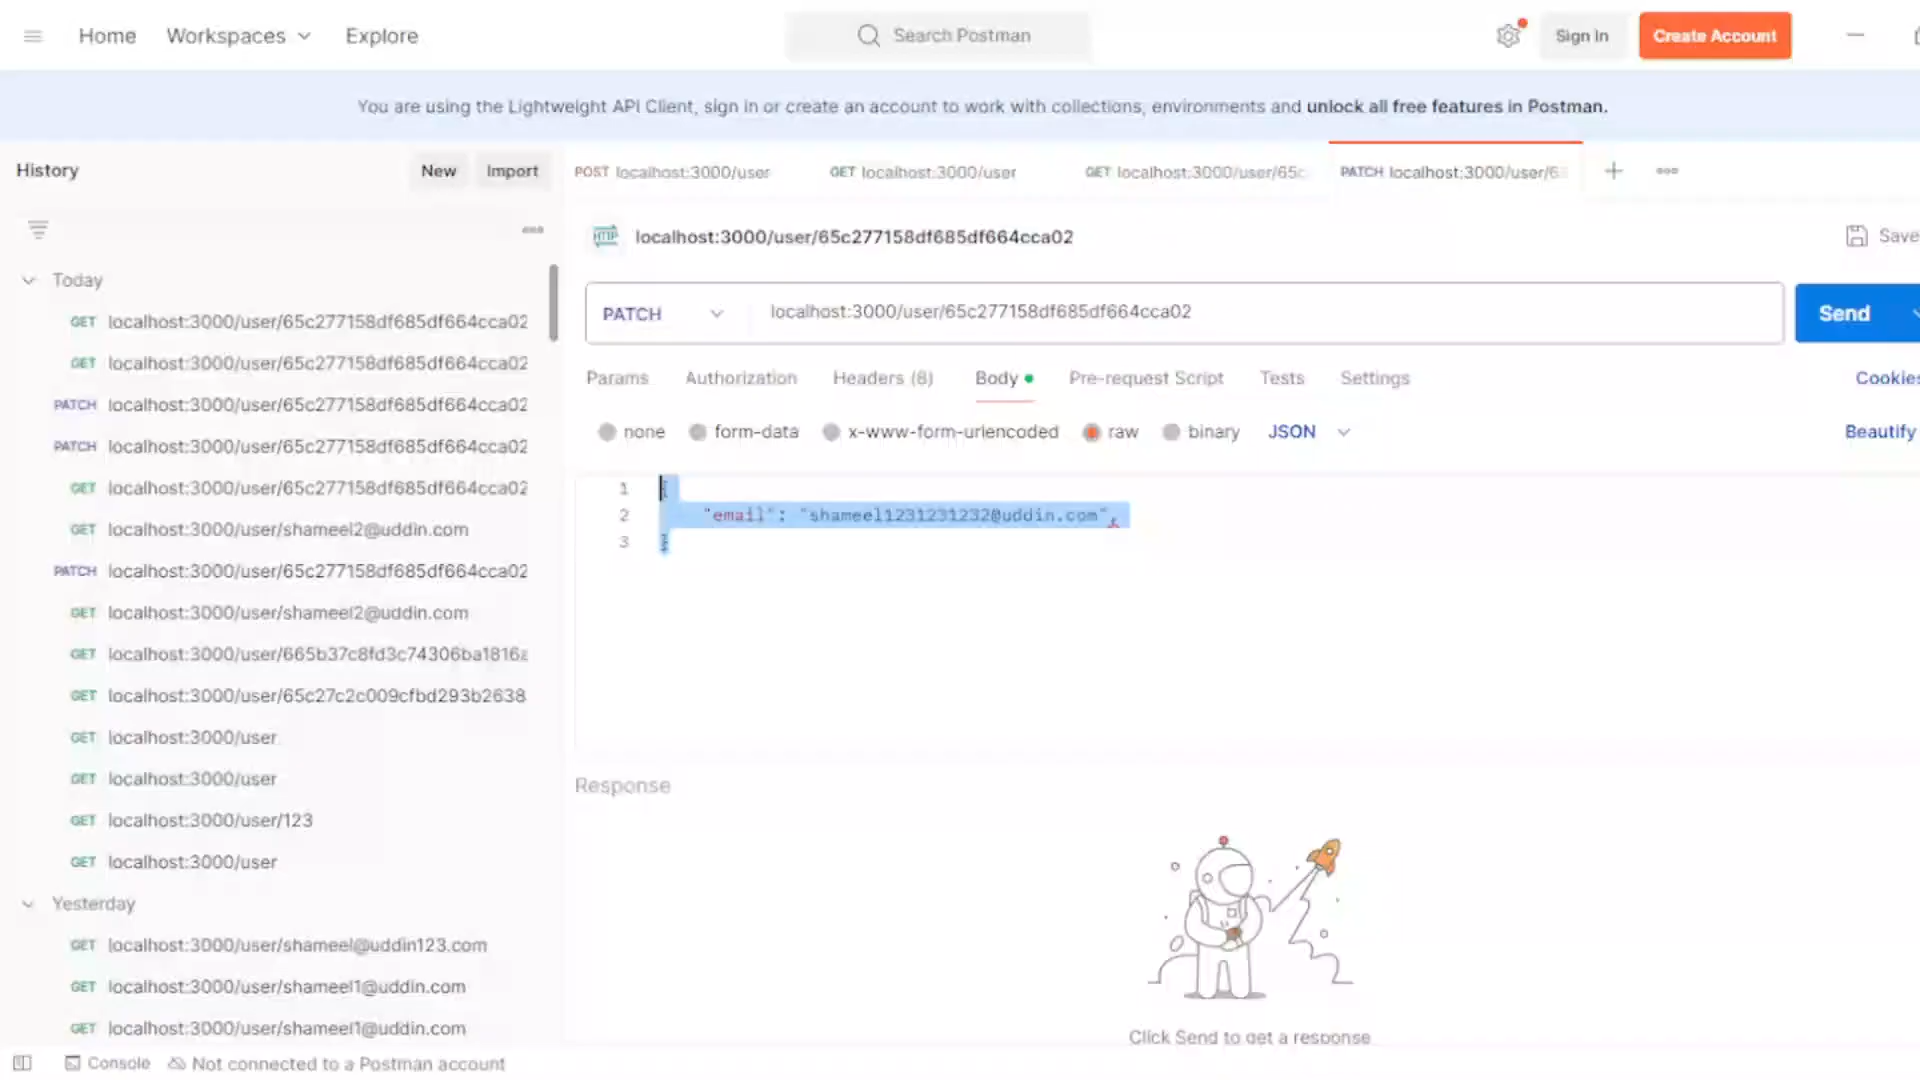 Home Workspaces Explore Search Postman Sign In Create Account
You are using the Lightweight API Client, sign in or create an account to work with collections, environments and unlock all free features in Postman.
History New Import POST localhost:3000/user GET localhost:3000/user GET localhost:3000/user/65c PATCH localhost:3000/user/6
HTTP localhost:3000/user/65c277158df685df664cca02 Save
Today
GET localhost:3000/user/65c277158df685df664cca02
GET localhost:3000/user/65c277158df685df664cca02
PATCH localhost:3000/user/65c277158df685df664cca02
PATCH localhost:3000/user/65c277158df685df664cca02
GET localhost:3000/user/65c277158df685df664cca02
GET localhost:3000/user/shameel2@uddin.com
PATCH localhost:3000/user/65c277158df685df664cca02
GET localhost:3000/user/shameel2@uddin.com
GET localhost:3000/user/665b37c8fd3c74306ba1816a
GET localhost:3000/user/65c27c2c009cfbd293b2638
GET localhost:3000/user
GET localhost:3000/user
GET localhost:3000/user/123
GET localhost:3000/user
Yesterday
GET localhost:3000/user/shameel@uddin123.com
GET localhost:3000/user/shameel1@uddin.com
GET localhost:3000/user/shameel1@uddin.com
PATCH localhost:3000/user/65c277158df685df664cca02 Send
Params Authorization Headers (8) Body Pre-request Script Tests Settings Cookies
none form-data x-www-form-urlencoded raw binary JSON Beautify
1 {
2 "email": "shameel1231231232@uddin.com",
3 }
Response
Click Send to get a response
Console Not connected to a Postman account